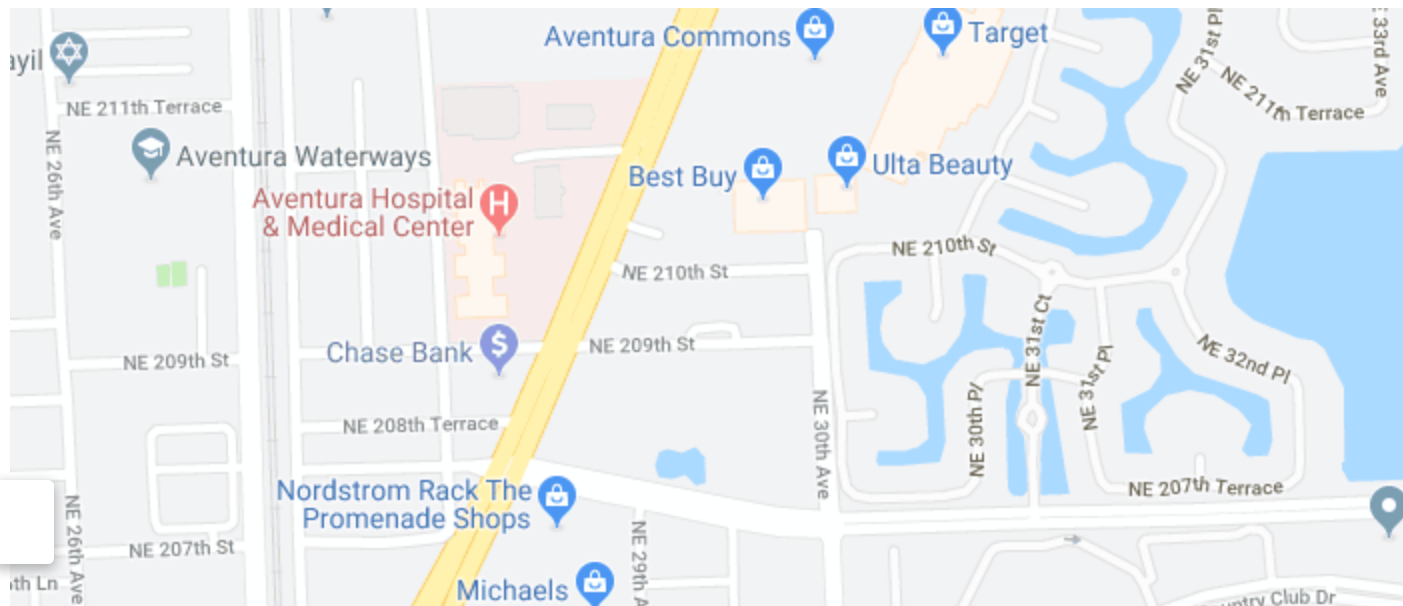 Aventura Commons
Target
ayil
NE 31st Pl
33rd Ave
NE 211th Terrace
NE 211th Terrace
NE 26th Ave
Aventura Waterways
Best Buy
Ulta Beauty
Aventura Hospital
& Medical Center
NE 210th St
NE 210th St
NE 31st Ct
Chase Bank
NE 209th St
NE 209th St
NE 32nd Pl
NE 31st Pl
NE 30th Pl
NE 30th Ave
NE 208th Terrace
Nordstrom Rack The
Promenade Shops
NE 207th Terrace
NE 26th Ave
NE 207th St
NE 29th A
th Ln
Michaels
untry Club Dr